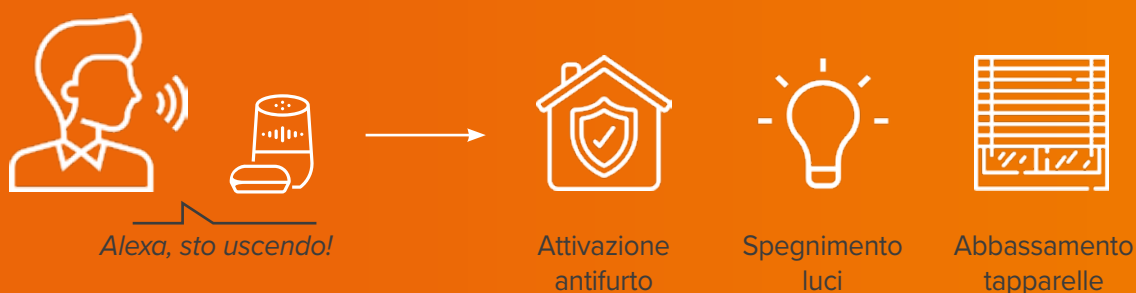 Alexa, sto uscendo!
Attivazione
antifurto
Spegnimento
luci
Abbassamento
tapparelle